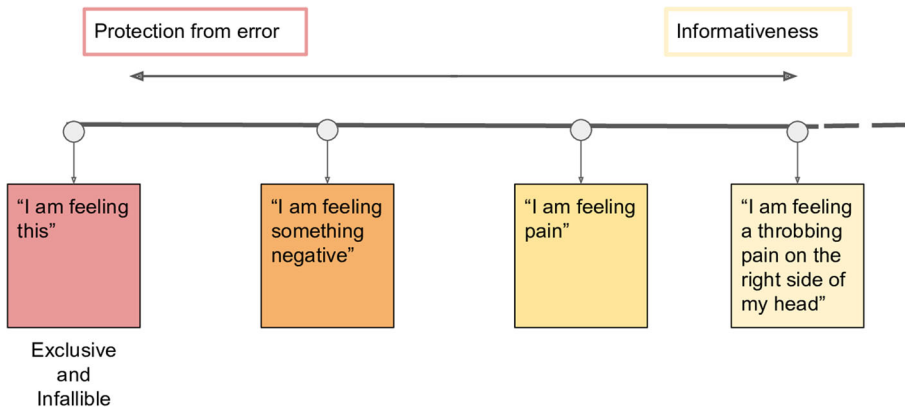 Protection from error
Informativeness
“I am feeling
this”
“I am feeling
something
negative”
“I am feeling
pain”
“I am feeling
a throbbing
pain on the
right side of
my head”
Exclusive
and
Infallible